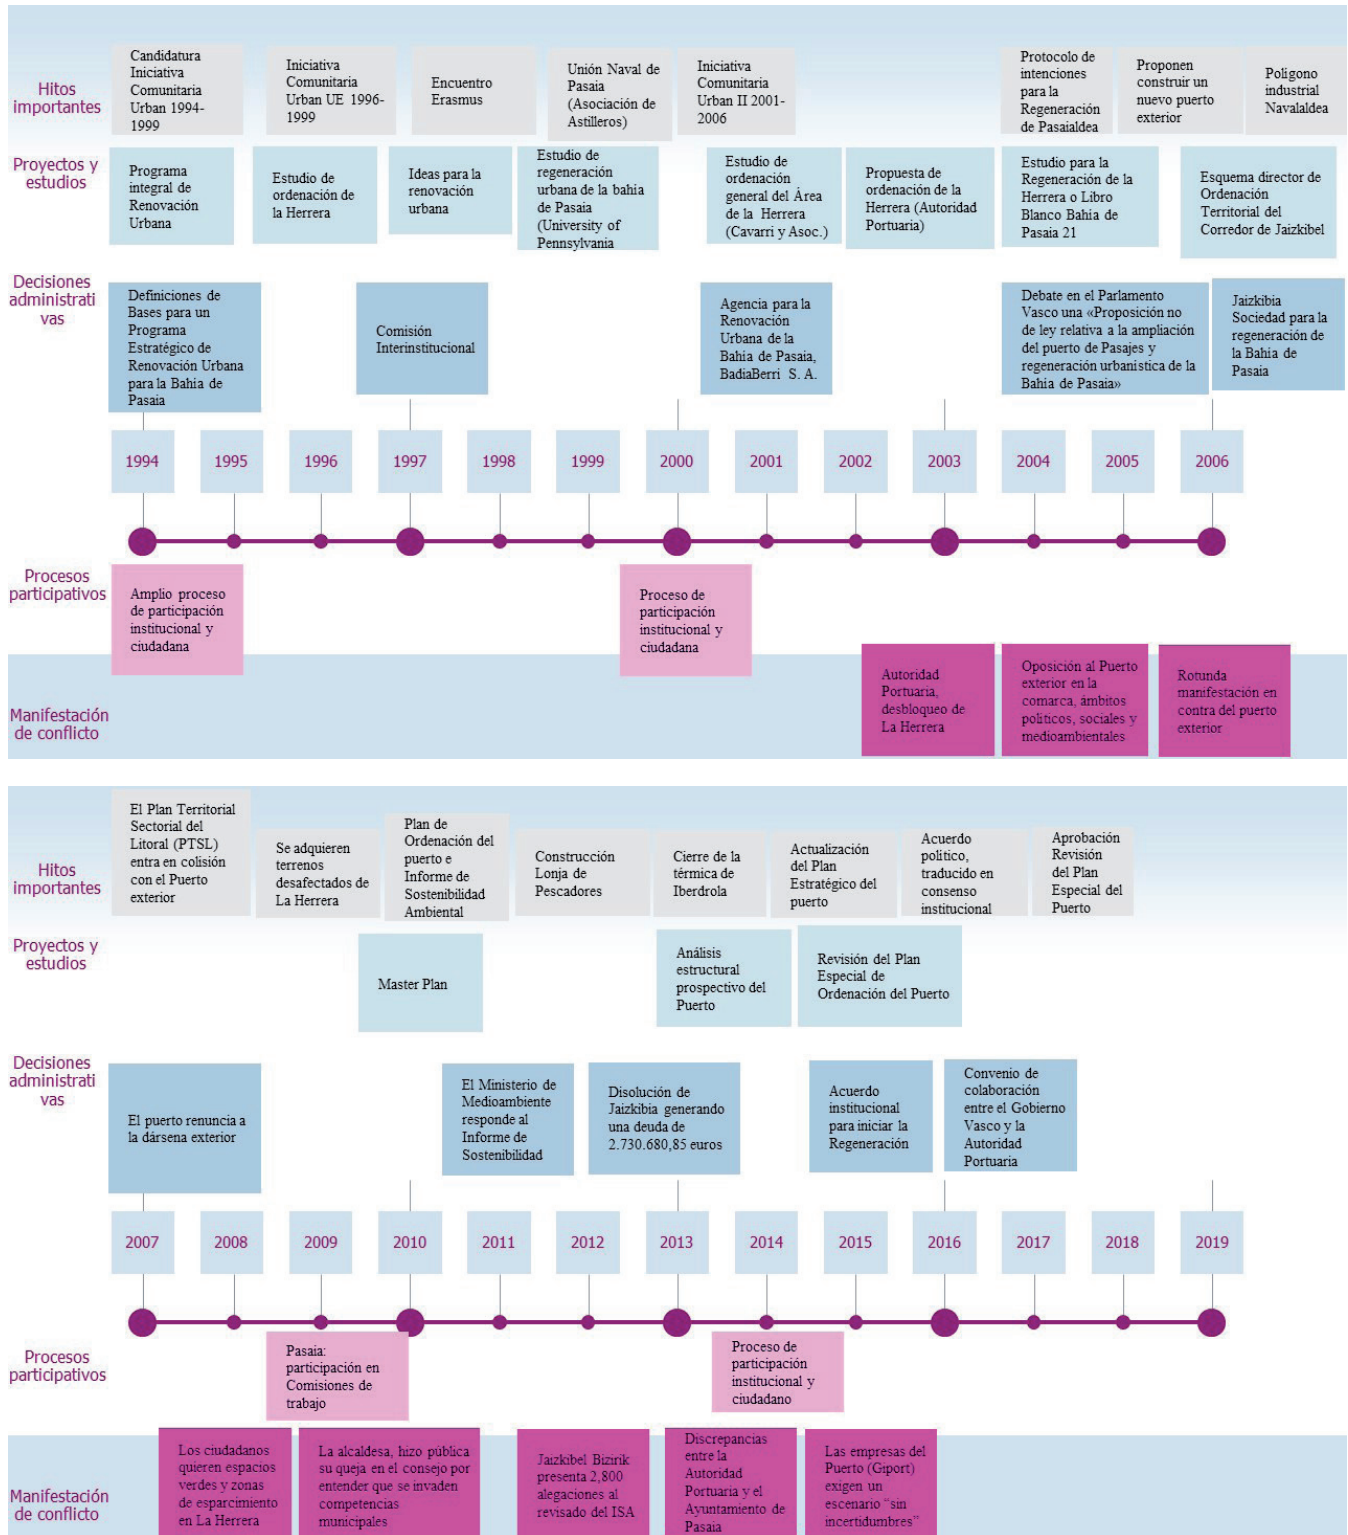 Hitos
importantes
Candidatura
Iniciativa
Comunitaria
Urban 1994-
1999
Iniciativa
Comunitaria
Urban UE 1996-
1999
Encuentro
Erasmus
Unión Naval de
Pasaia
(Asociación de
Astilleros)
Iniciativa
Comunitaria
Urban II 2001-
2006
Protocolo de
intenciones
para la
Regeneración
de Pasaialdea
Proponen
construir un
nuevo puerto
exterior
Polígono
industrial
Navalaldea
Proyectos y
estudios
Programa
integral de
Renovación
Urbana
Estudio de
ordenación de
la Herrera
Ideas para la
renovación
urbana
Estudio de
regeneración
urbana de la bahia
de Pasaia
(University of
Pennsylvania
Estudio de
ordenación
general del Área
de la Herrera
(Cavarri y Asoc.)
Propuesta de
ordenación de la
Herrera (Autoridad
Portuaria)
Estudio para la
Regeneración de la
Herrera o Libro
Blanco Bahia de
Pasaia 21
Esquema director de
Ordenación
Territorial del
Corredor de Jaizkibel
Decisiones
administrati
vas
Definiciones de
Bases para un
Programa
Estratégico de
Renovación Urbana
para la Bahia de
Pasaia
Comisión
Interinstitucional
Agencia para la
Renovación
Urbana de la
Bahia de Pasaia,
BadiaBerri S. A.
Debate en el Parlamento
Vasco una «Proposición no
de ley relativa a la ampliación
del puerto de Pasajes y
regeneración urbanistica de la
Bahia de Pasaia»
Jaizkibia
Sociedad para la
regeneración de
la Bahia de
Pasaia
1994
1995
1996
1997
1998
1999
2000
2001
2002
2003
2004
2005
2006
Procesos
participativos
Amplio proceso
de participación
institucional y
ciudadana
Proceso de
participación
institucional y
ciudadana
Manifestación
de conflicto
Autoridad
Portuaria,
desbloqueo de
La Herrera
Oposición al Puerto
exterior en la
comarca, ámbitos
políticos, sociales y
medioambientales
Rotunda
manifestación en
contra del puerto
exterior
Hitos
importantes
El Plan Territorial
Sectorial del
Litoral (PTSL)
entra en colisión
con el Puerto
exterior
Se adquieren
terrenos
desafectados de
La Herrera
Plan de
Ordenación del
puerto e
Informe de
Sostenibilidad
Ambiental
Construcción
Lonja de
Pescadores
Cierre de la
térmica de
Iberdrola
Actualización
del Plan
Estratégico del
puerto
Acuerdo
político,
traducido en
consenso
institucional
Aprobación
Revisión
del Plan
Especial del
Puerto
Proyectos y
estudios
Master Plan
Análisis
estructural
prospectivo del
Puerto
Revisión del Plan
Especial de
Ordenación del Puerto
Decisiones
administrati
vas
El puerto renuncia a
la dársena exterior
El Ministerio de
Medioambiente
responde al
Informe de
Sostenibilidad
Disolución de
Jaizkibia generando
una deuda de
2.730.680,85 euros
Acuerdo
institucional
para iniciar la
Regeneración
Convenio de
colaboración
entre el Gobierno
Vasco y la
Autoridad
Portuaria
2007
2008
2009
2010
2011
2012
2013
2014
2015
2016
2017
2018
2019
Procesos
participativos
Pasaia:
participación en
Comisiones de
trabajo
Proceso de
participación
institucional y
ciudadano
Manifestación
de conflicto
Los ciudadanos
quieren espacios
verdes y zonas
de esparcimiento
en La Herrera
La alcaldesa, hizo pública
su queja en el consejo por
entender que se invaden
competencias
municipales
Jaizkibel Bizirik
presenta 2,800
alegaciones al
revisado del ISA
Discrepancias
entre la
Autoridad
Portuaria y el
Ayuntamiento de
Pasaia
Las empresas del
Puerto (Giport)
exigen un
escenario “sin
incertidumbres”